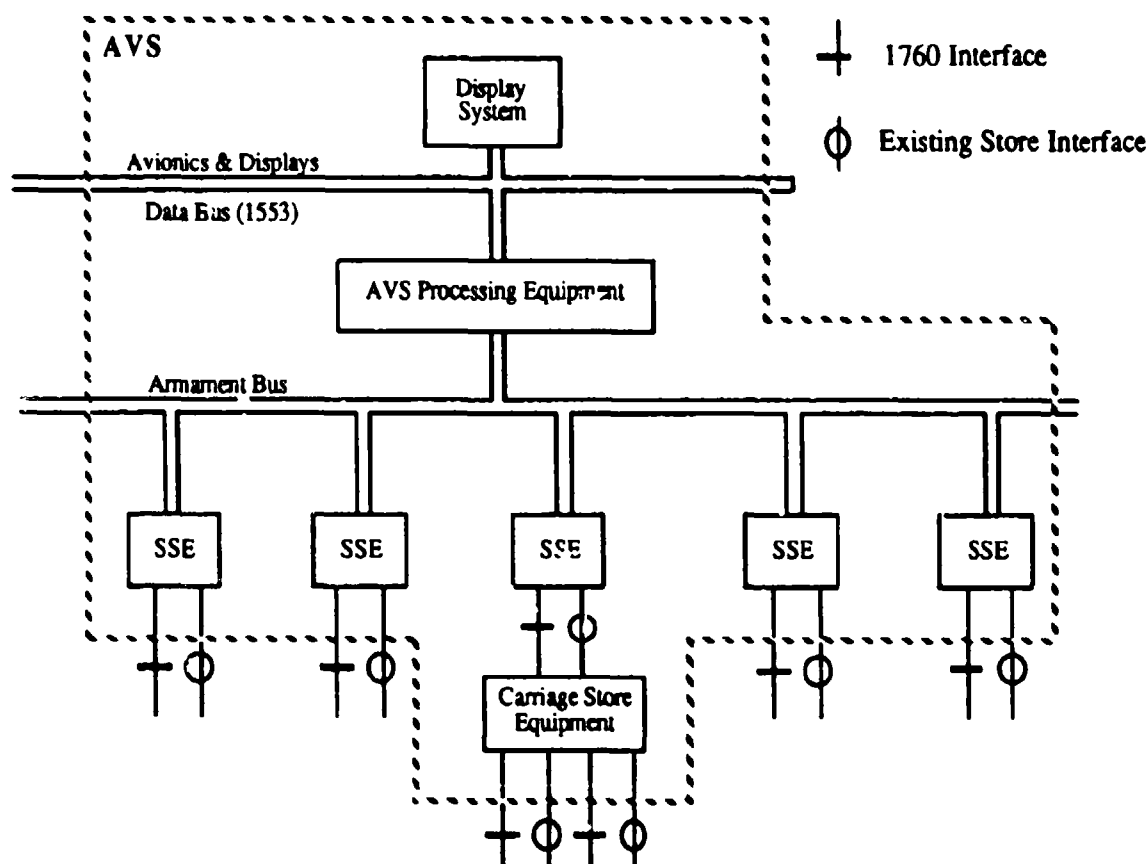 AVS
1760 Interface
Display
System
Existing Store Interface
Avionics & Displays
Data Bus (1553)
AVS Processing Equipment
Armament Bus
SSE
SSE
SSE
SSE
SSE
Carriage Store
Equipment